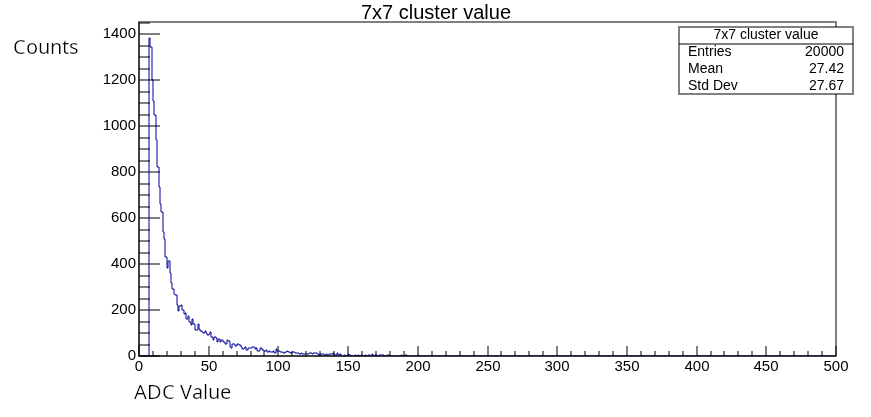 7x7 cluster value
Counts
7x7 cluster value
Entries 20000
Mean 27.42
Std Dev 27.67
1400
1200
1000
800
600
400
200
0
0 50 100 150 200 250 300 350 400 450 500
ADC Value